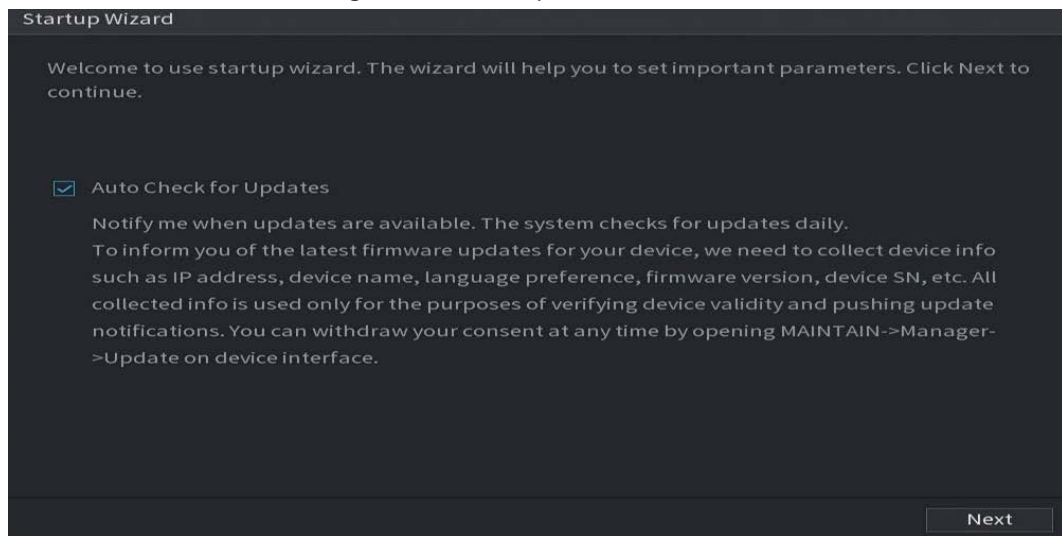 Startup Wizard
Welcome to use startup wizard. The wizard will help you to set important parameters. Click Next to
continue.
Auto Check for Updates
Notify me when updates are available. The system checks for updates daily.
To inform you of the latest firmware updates for your device, we need to collect device info
such as IP address, device name, language preference, firmware version, device SN, etc. All
collected info is used only for the purposes of verifying device validity and pushing update
notifications. You can withdraw your consent at any time by opening MAINTAIN->Manager-
>Update on device interface.
Next